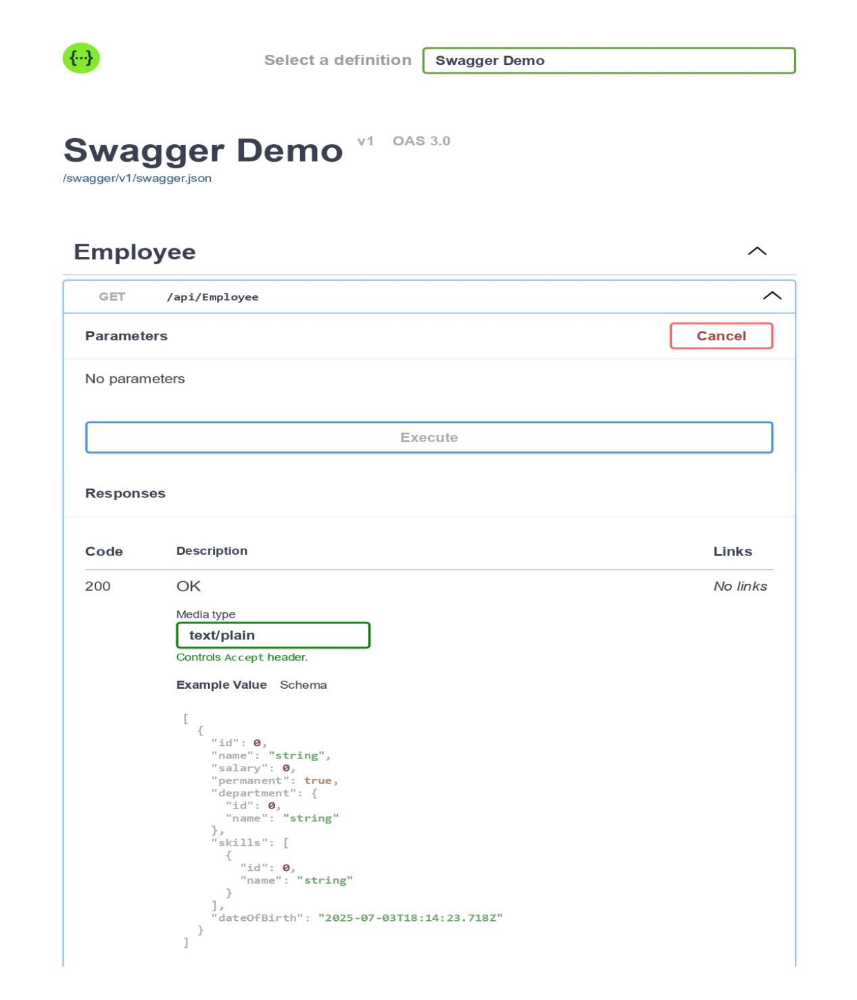 {...}
Select a definition Swagger Demo
Swagger Demo v1 OAS 3.0
/swagger/v1/swagger.json
Employee
GET /api/Employee
Parameters Cancel
No parameters
Execute
Responses
Code Description Links
200 OK No links
Media type
text/plain
Controls Accept header.
Example Value Schema
[
  {
    "id": 0,
    "name": "string",
    "salary": 0,
    "permanent": true,
    "department": {
      "id": 0,
      "name": "string"
    },
    "skills": [
      {
        "id": 0,
        "name": "string"
      }
    ],
    "dateOfBirth": "2025-07-03T18:14:23.718Z"
  }
]